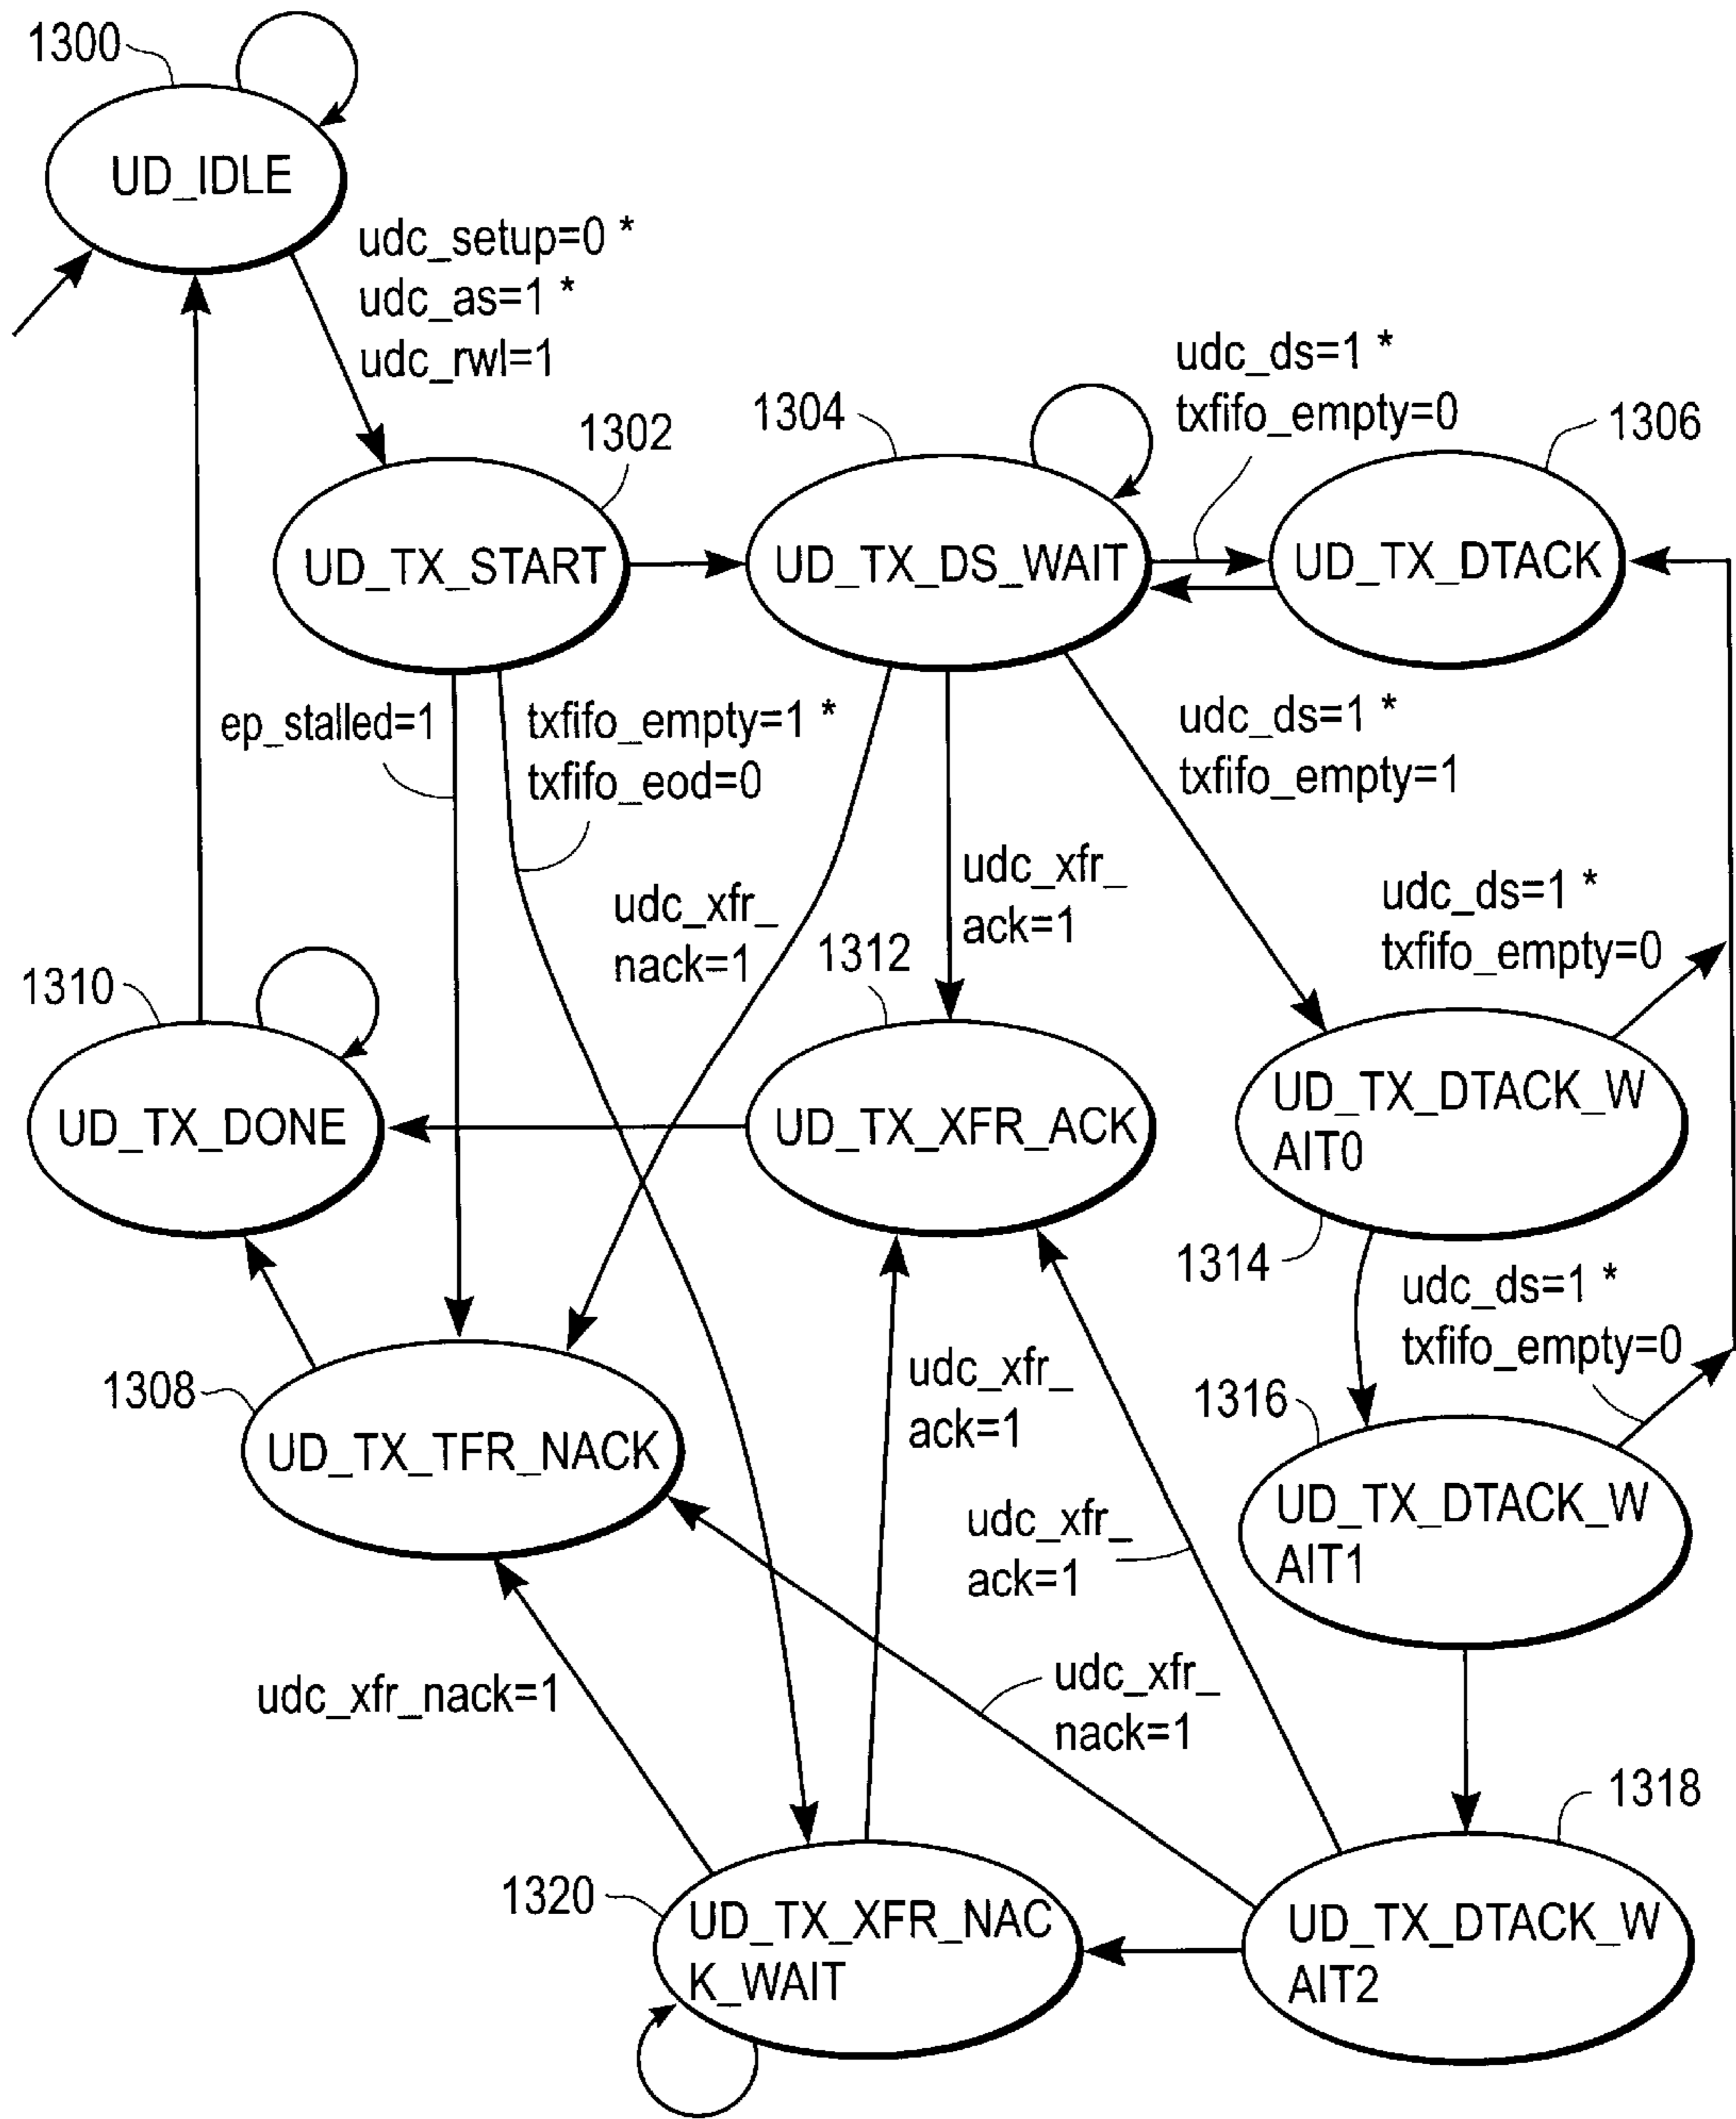 1300
UD_IDLE
udc_setup=0 *
udc_as=1 *
udc_rwl=1
1302
UD_TX_START
1304
UD_TX_DS_WAIT
udc_ds=1 *
txfifo_empty=0
1306
UD_TX_DTACK
ep_stalled=1
txfifo_empty=1 *
txfifo_eod=0
udc_xfr_
nack=1
udc_xfr_
ack=1
udc_ds=1 *
txfifo_empty=1
udc_ds=1 *
txfifo_empty=0
1310
UD_TX_DONE
1312
UD_TX_XFR_ACK
UD_TX_DTACK_W
AIT0
1314
udc_ds=1 *
txfifo_empty=0
1308
UD_TX_TFR_NACK
udc_xfr_
ack=1
1316
UD_TX_DTACK_W
AIT1
udc_xfr_
ack=1
udc_xfr_nack=1
udc_xfr_
nack=1
1318
UD_TX_DTACK_W
AIT2
1320
UD_TX_XFR_NAC
K_WAIT